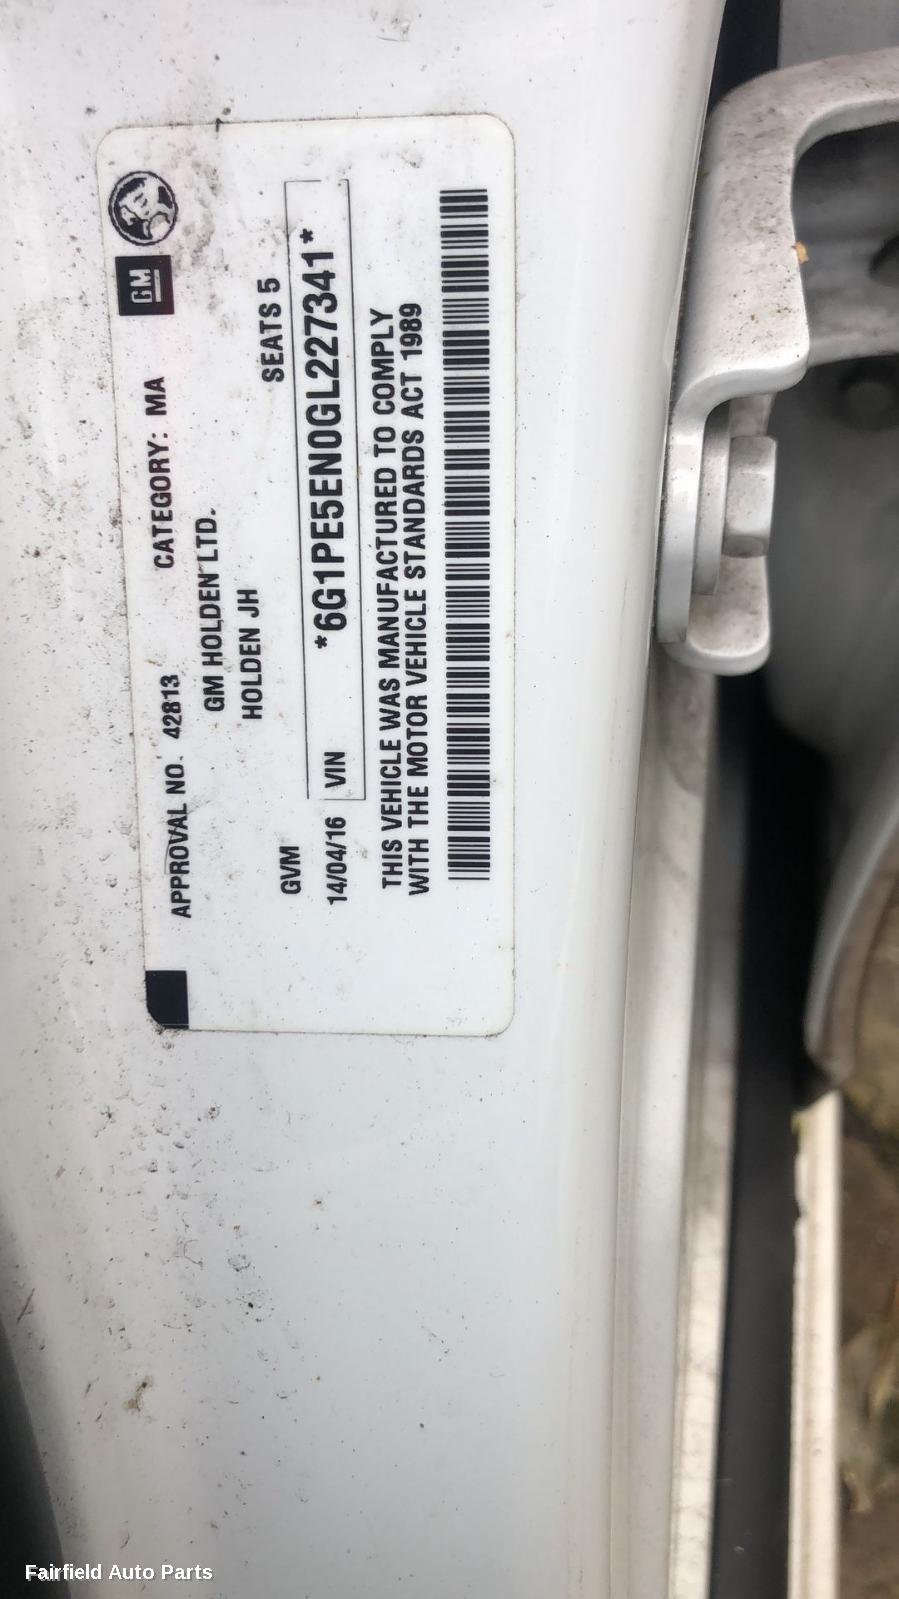 GM
APPROVAL NO. 42813 CATEGORY: MA
GM HOLDEN LTD.
HOLDEN JH
GVM SEATS 5
14/04/16 VIN *6G1PE5EN0GL227341*
THIS VEHICLE WAS MANUFACTURED TO COMPLY
WITH THE MOTOR VEHICLE STANDARDS ACT 1989
Fairfield Auto Parts